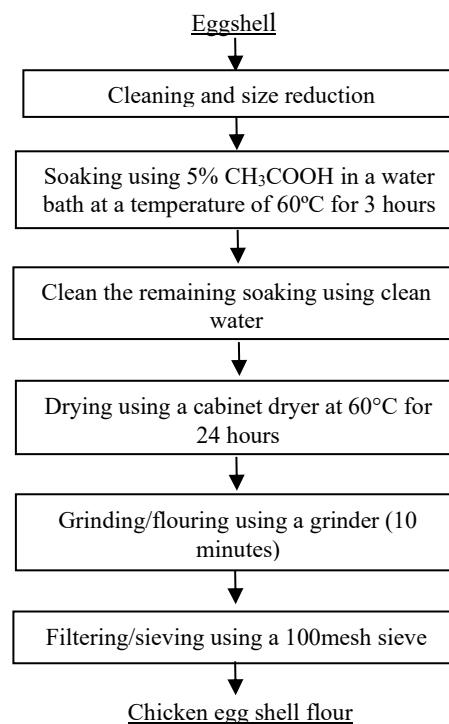 Eggshell
Cleaning and size reduction
Soaking using 5% CH₃COOH in a water
bath at a temperature of 60ºC for 3 hours
Clean the remaining soaking using clean
water
Drying using a cabinet dryer at 60°C for
24 hours
Grinding/flouring using a grinder (10
minutes)
Filtering/sieving using a 100mesh sieve
Chicken egg shell flour